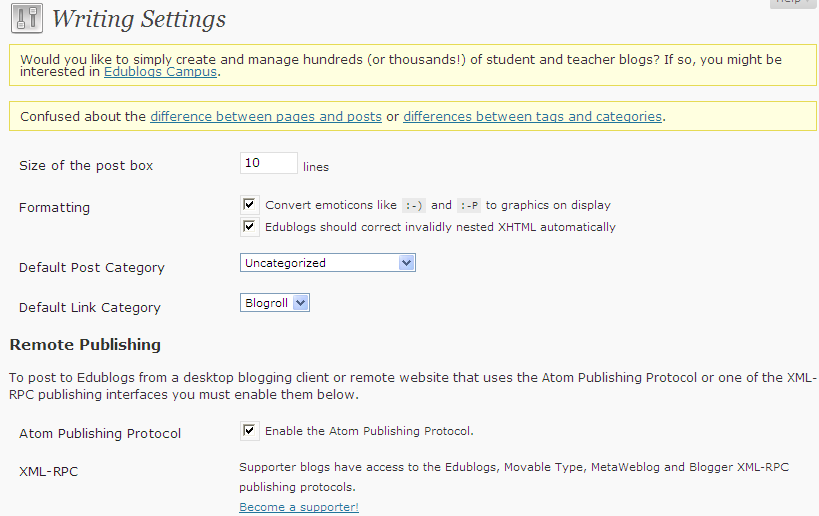 Help
Writing Settings
Would you like to simply create and manage hundreds (or thousands!) of student and teacher blogs? If so, you might be
interested in Edublogs Campus.
Confused about the difference between pages and posts or differences between tags and categories.
Size of the post box
10 lines
Formatting
Convert emoticons like :-) and :-P to graphics on display
Edublogs should correct invalidly nested XHTML automatically
Default Post Category
Uncategorized
Default Link Category
Blogroll
Remote Publishing
To post to Edublogs from a desktop blogging client or remote website that uses the Atom Publishing Protocol or one of the XML-
RPC publishing interfaces you must enable them below.
Atom Publishing Protocol
Enable the Atom Publishing Protocol.
XML-RPC
Supporter blogs have access to the Edublogs, Movable Type, MetaWeblog and Blogger XML-RPC
publishing protocols.
Become a supporter!